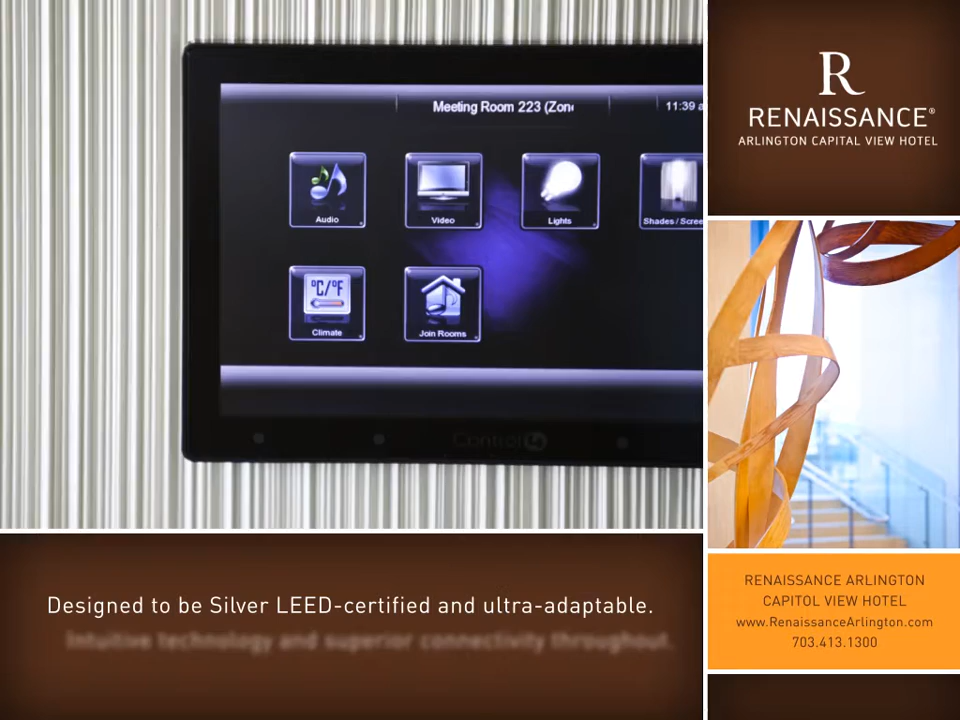 Meeting Room 223 (Zon
11:39 a
Audio
Video
Lights
Shades / Scree
°C/°F
Climate
Join Rooms
Control4
Designed to be Silver LEED-certified and ultra-adaptable.
Intuitive technology and superior connectivity throughout.
R
RENAISSANCE®
ARLINGTON CAPITAL VIEW HOTEL
RENAISSANCE ARLINGTON
CAPITOL VIEW HOTEL
www.RenaissanceArlington.com
703.413.1300